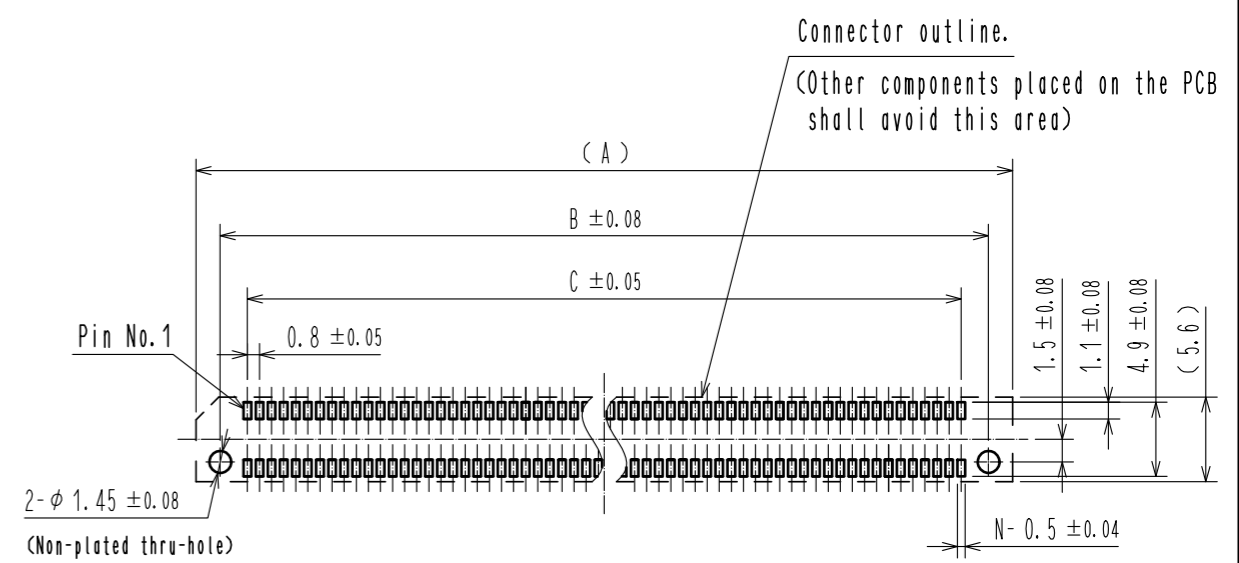 Connector outline.
(Other components placed on the PCB
shall avoid this area)
(A)
B ±0.08
C ±0.05
Pin No.1
0.8 ±0.05
1.5 ±0.08
1.1 ±0.08
4.9 ±0.08
(5.6)
2-φ 1.45 ±0.08
(Non-plated thru-hole)
N- 0.5 ±0.04